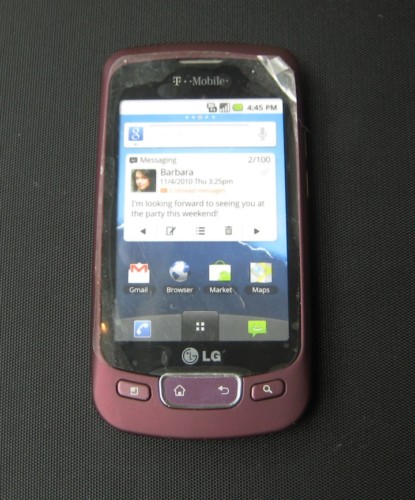 T··Mobile·
4:45 PM
Messaging 2/100
Barbara
11/4/2010 Thu 3:25pm
I'm looking forward to seeing you at
the party this weekend!
Gmail Browser Market Maps
LG